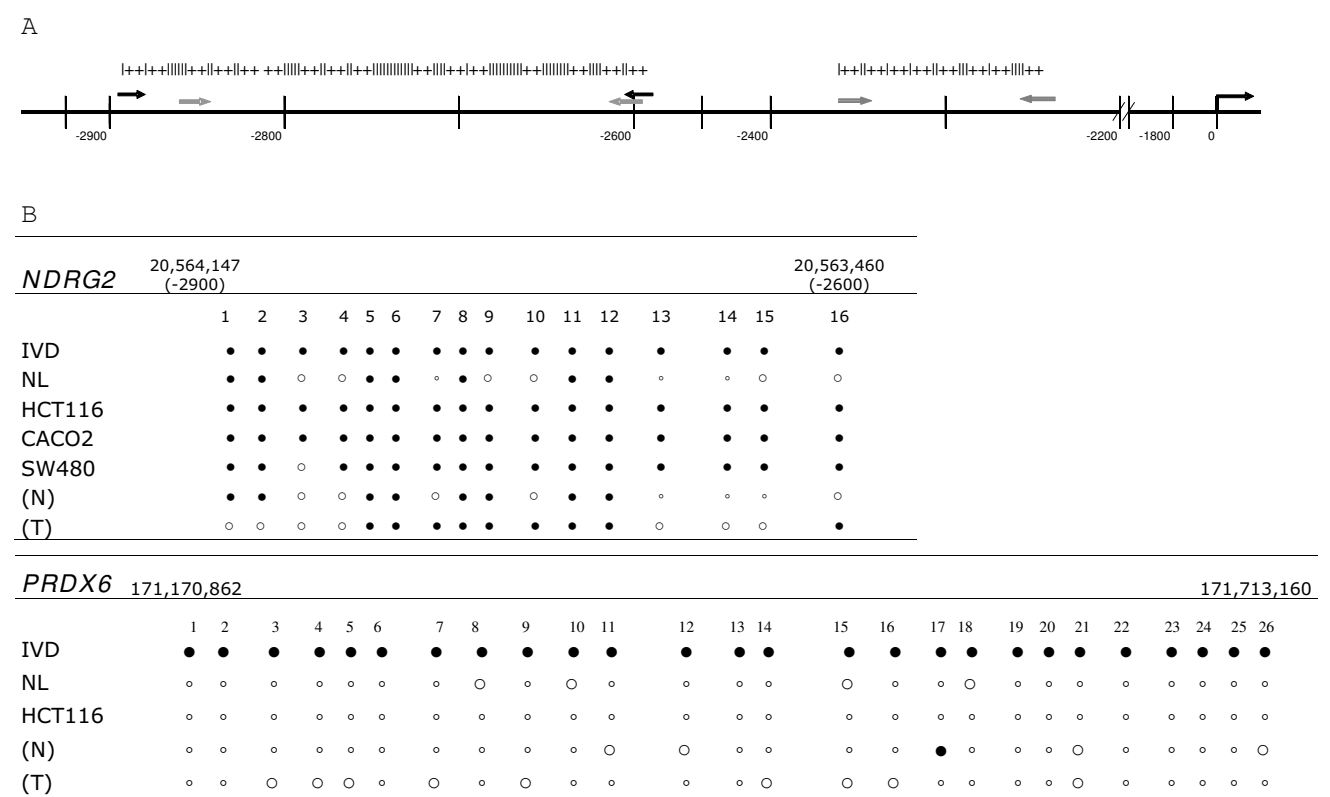 A
-2900 -2800 -2600 -2400 -2200 -1800 0
B
NDRG2 20,564,147 (-2900) 20,563,460 (-2600)
1 2 3 4 5 6 7 8 9 10 11 12 13 14 15 16
IVD
NL
HCT116
CACO2
SW480
(N)
(T)
PRDX6 171,170,862 171,713,160
1 2 3 4 5 6 7 8 9 10 11 12 13 14 15 16 17 18 19 20 21 22 23 24 25 26
IVD
NL
HCT116
(N)
(T)